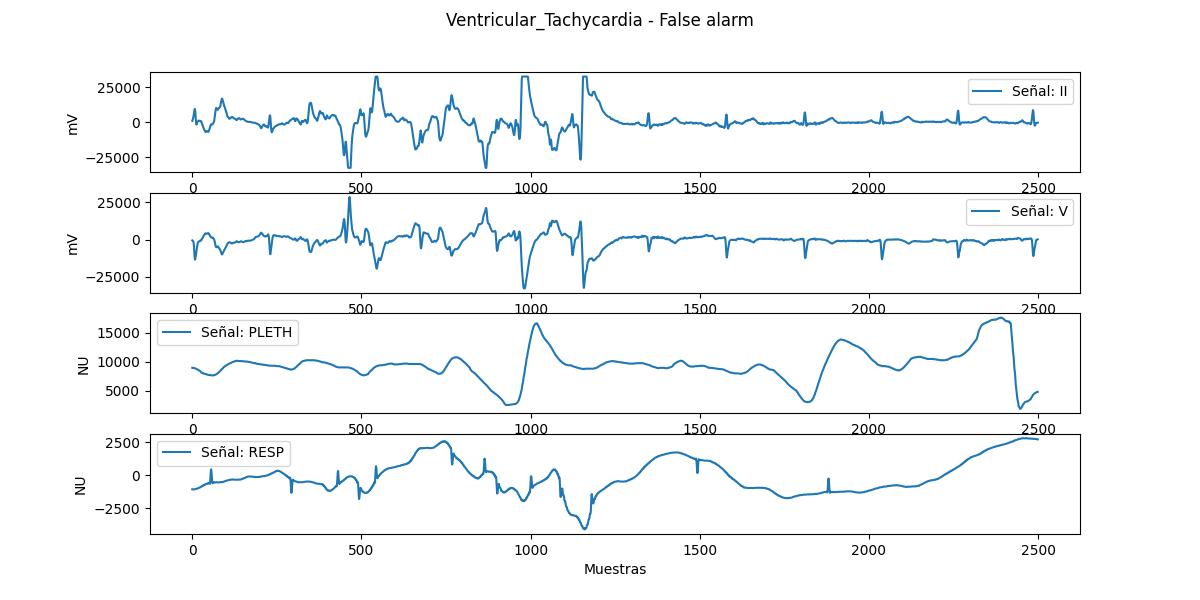 Ventricular_Tachycardia - False alarm
25000
0
−25000
mV
Señal: II
0 500 1000 1500 2000 2500
25000
0
−25000
mV
Señal: V
0 500 1000 1500 2000 2500
15000
10000
5000
NU
Señal: PLETH
0 500 1000 1500 2000 2500
2500
0
−2500
NU
Señal: RESP
0 500 1000 1500 2000 2500
Muestras